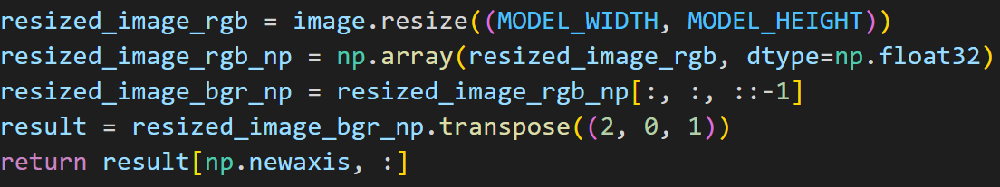 resized_image_rgb = image.resize((MODEL_WIDTH, MODEL_HEIGHT))
resized_image_rgb_np = np.array(resized_image_rgb, dtype=np.float32)
resized_image_bgr_np = resized_image_rgb_np[:, :, ::-1]
result = resized_image_bgr_np.transpose((2, 0, 1))
return result[np.newaxis, :]